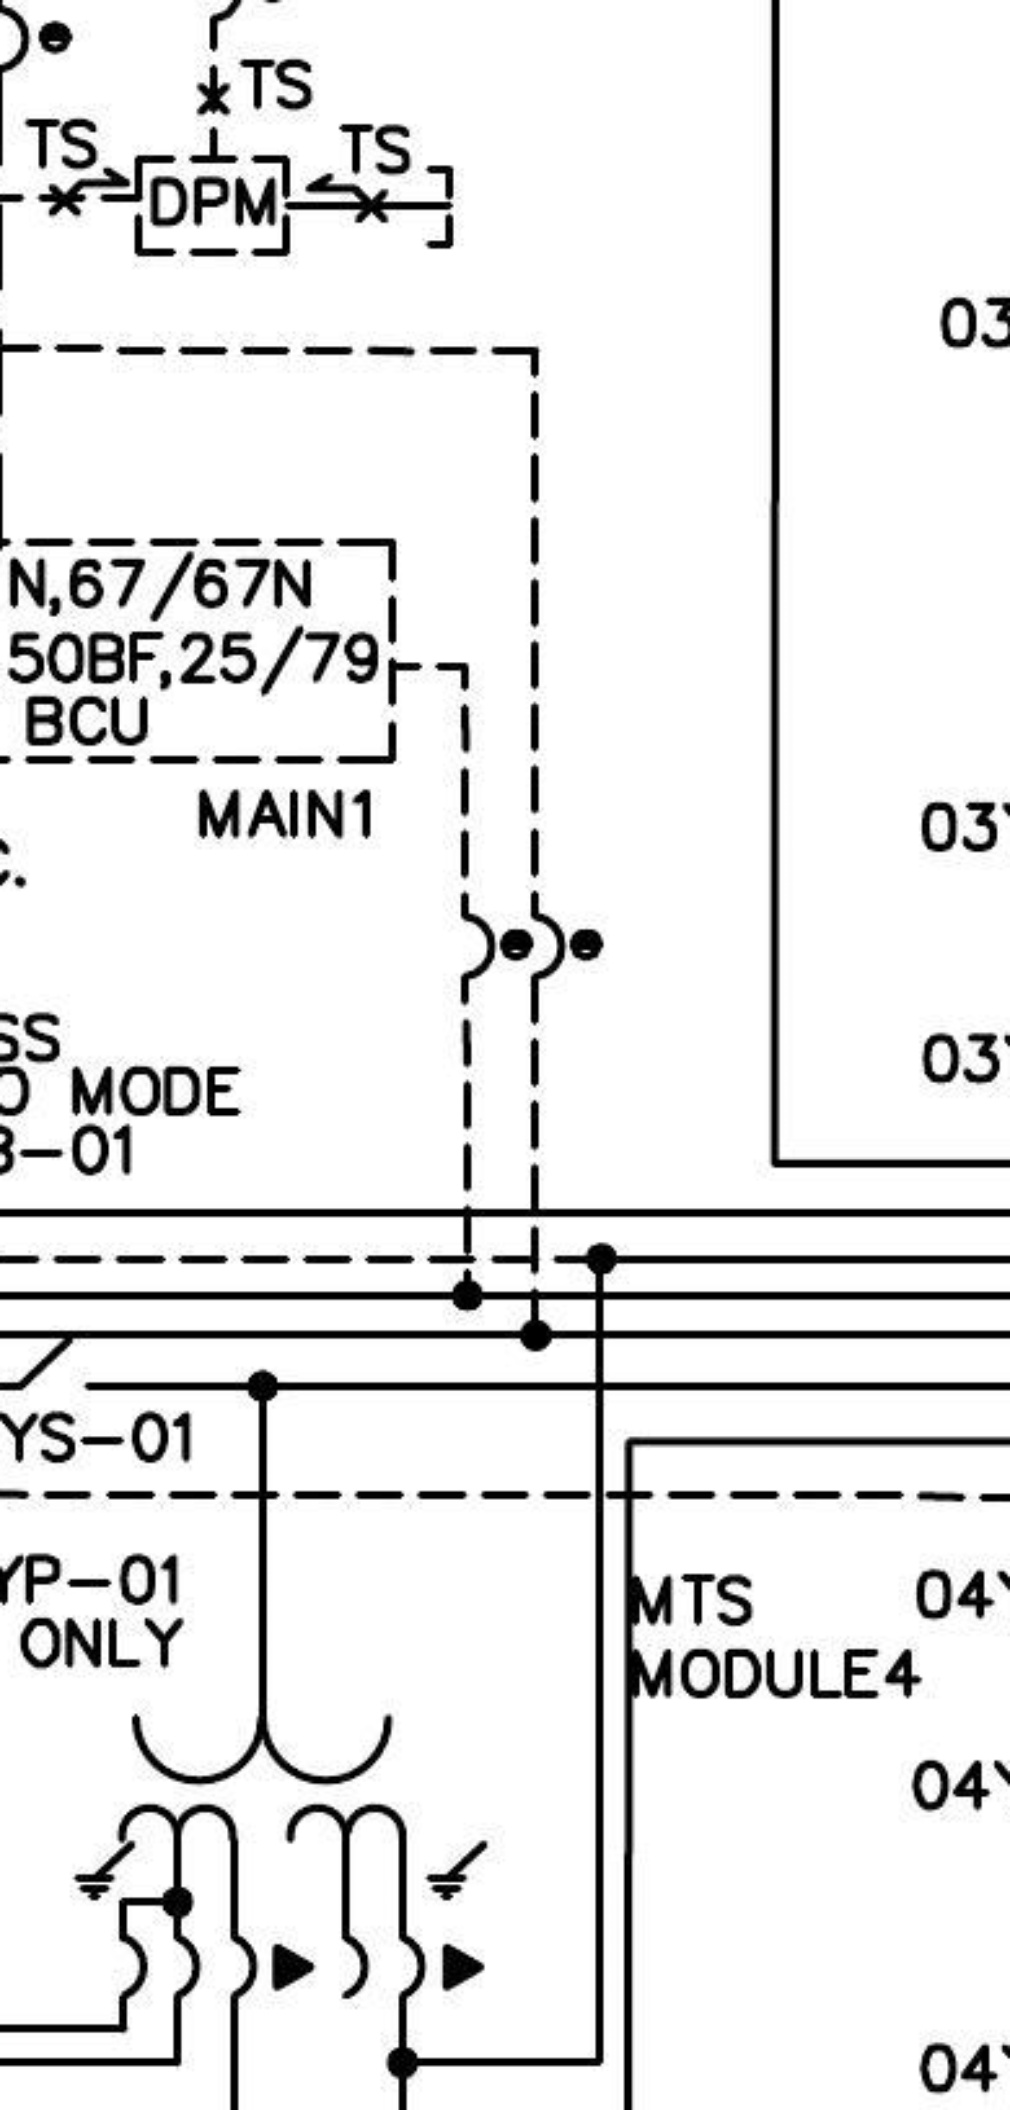 TS
TS
TS
DPM
03
N,67/67N
50BF,25/79
BCU
MAIN1
03Y
C.
SS
O MODE
03Y
3-01
YS-01
YP-01
ONLY
MTS
MODULE4
04Y
04Y
04Y